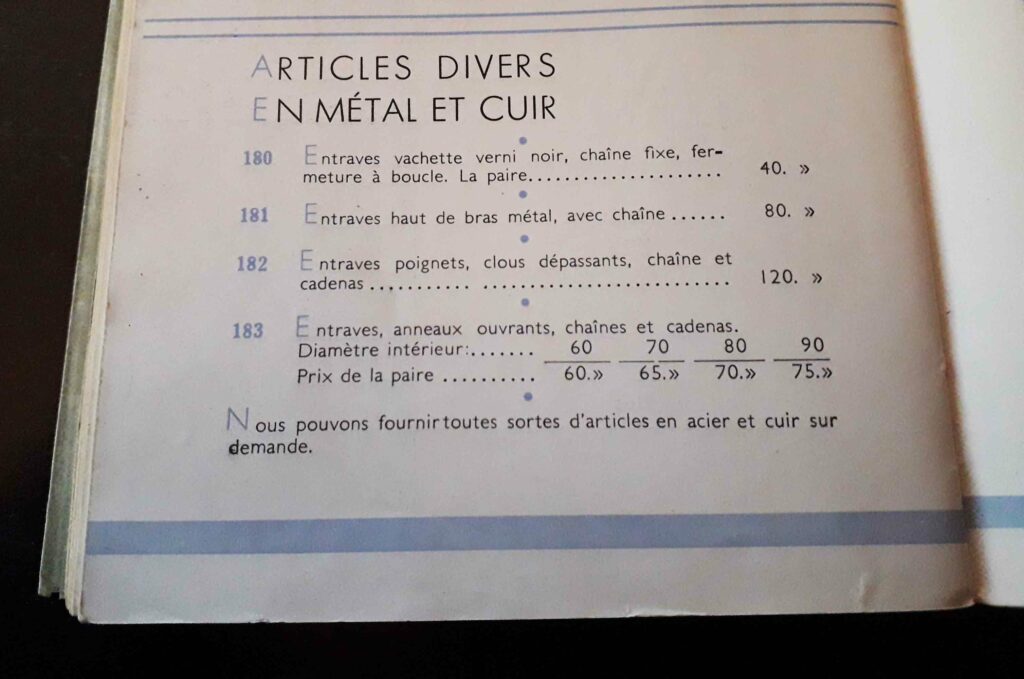 ARTICLES DIVERS
EN MÉTAL ET CUIR
180 Entraves vachette verni noir, chaîne fixe, fer-
meture à boucle. La paire..................... 40. »
181 Entraves haut de bras métal, avec chaîne ...... 80. »
182 Entraves poignets, clous dépassants, chaîne et
cadenas ........... .......................... 120. »
183 Entraves, anneaux ouvrants, chaînes et cadenas.
Diamètre intérieur:....... 60 70 80 90
Prix de la paire .......... 60.» 65.» 70.» 75.»
Nous pouvons fournir toutes sortes d'articles en acier et cuir sur
demande.